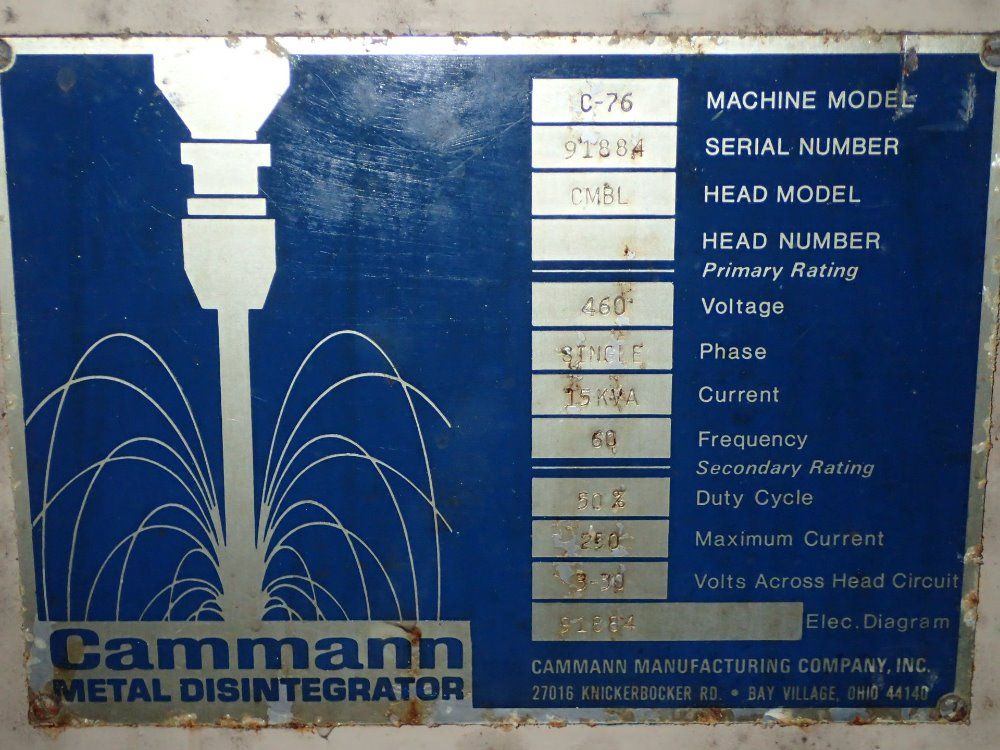 C-76 MACHINE MODEL
91884 SERIAL NUMBER
CMBL HEAD MODEL
HEAD NUMBER
Primary Rating
460 Voltage
SINGLE Phase
15KVA Current
60 Frequency
Secondary Rating
50% Duty Cycle
250 Maximum Current
3-30 Volts Across Head Circuit
91884 Elec. Diagram
Cammann
METAL DISINTEGRATOR
CAMMANN MANUFACTURING COMPANY, INC.
27016 KNICKERBOCKER RD. • BAY VILLAGE, OHIO 44140